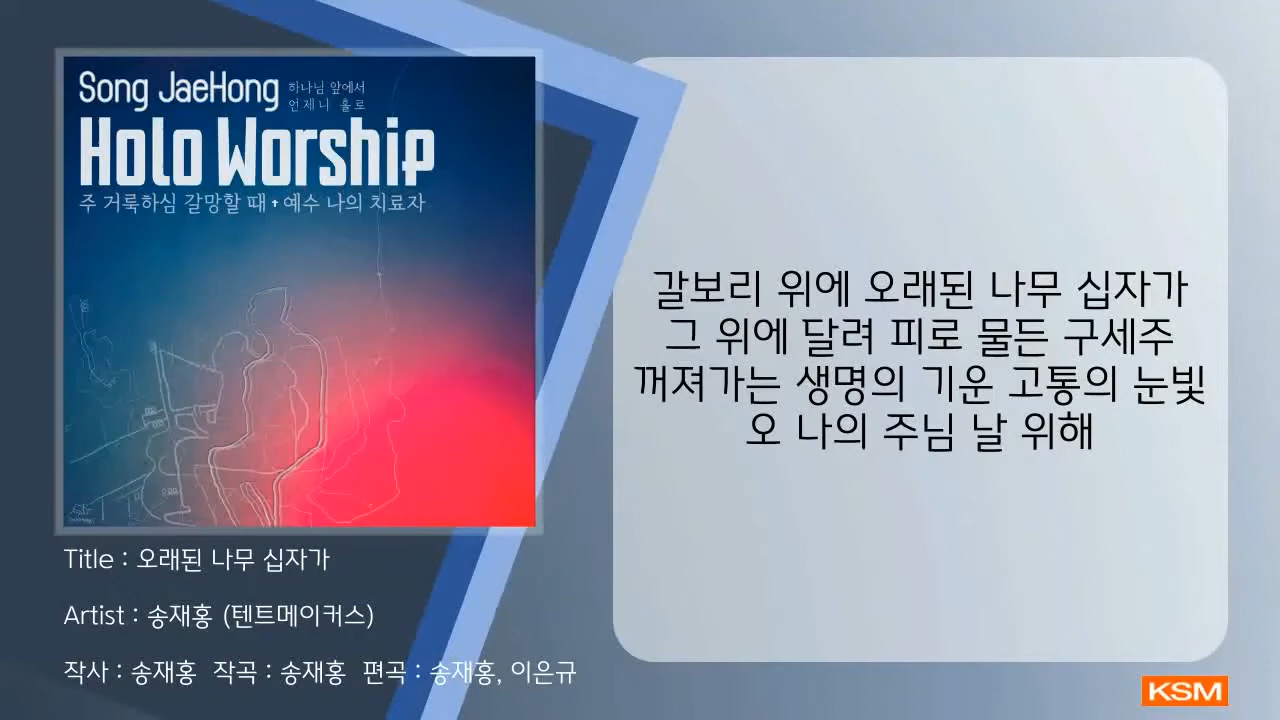 Song JaeHong
하나님 앞에서
언제니 홀로
Holo Worship
주 거룩하심 갈망할 때 + 예수 나의 치료자
갈보리 위에 오래된 나무 십자가
그 위에 달려 피로 물든 구세주
꺼져가는 생명의 기운 고통의 눈빛
오 나의 주님 날 위해
Title : 오래된 나무 십자가
Artist : 송재홍 (텐트메이커스)
작사 : 송재홍 작곡 : 송재홍 편곡 : 송재홍, 이은규
KSM